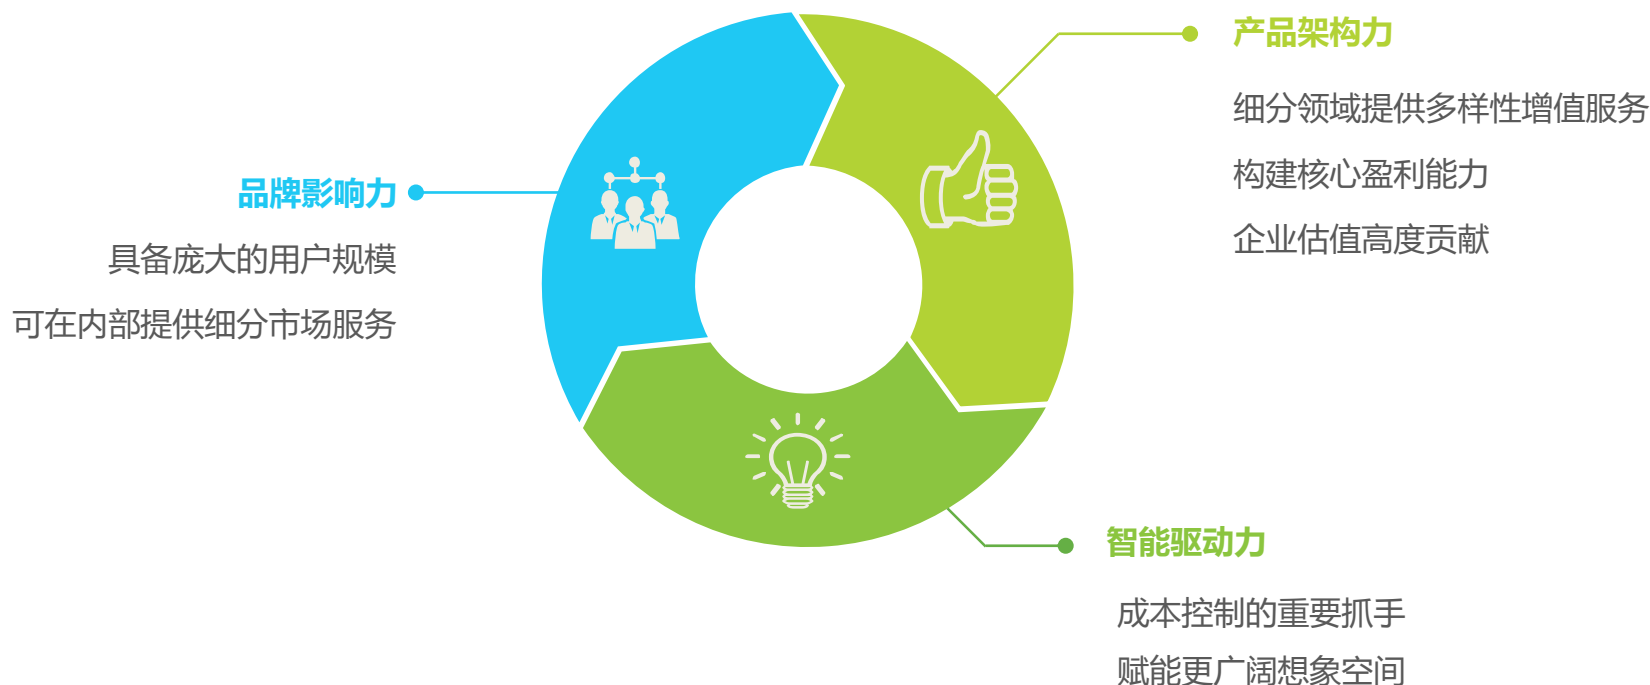 品牌影响力
具备庞大的用户规模
可在内部提供细分市场服务
产品架构力
细分领域提供多样性增值服务
构建核心盈利能力
企业估值高度贡献
智能驱动力
成本控制的重要抓手
赋能更广阔想象空间